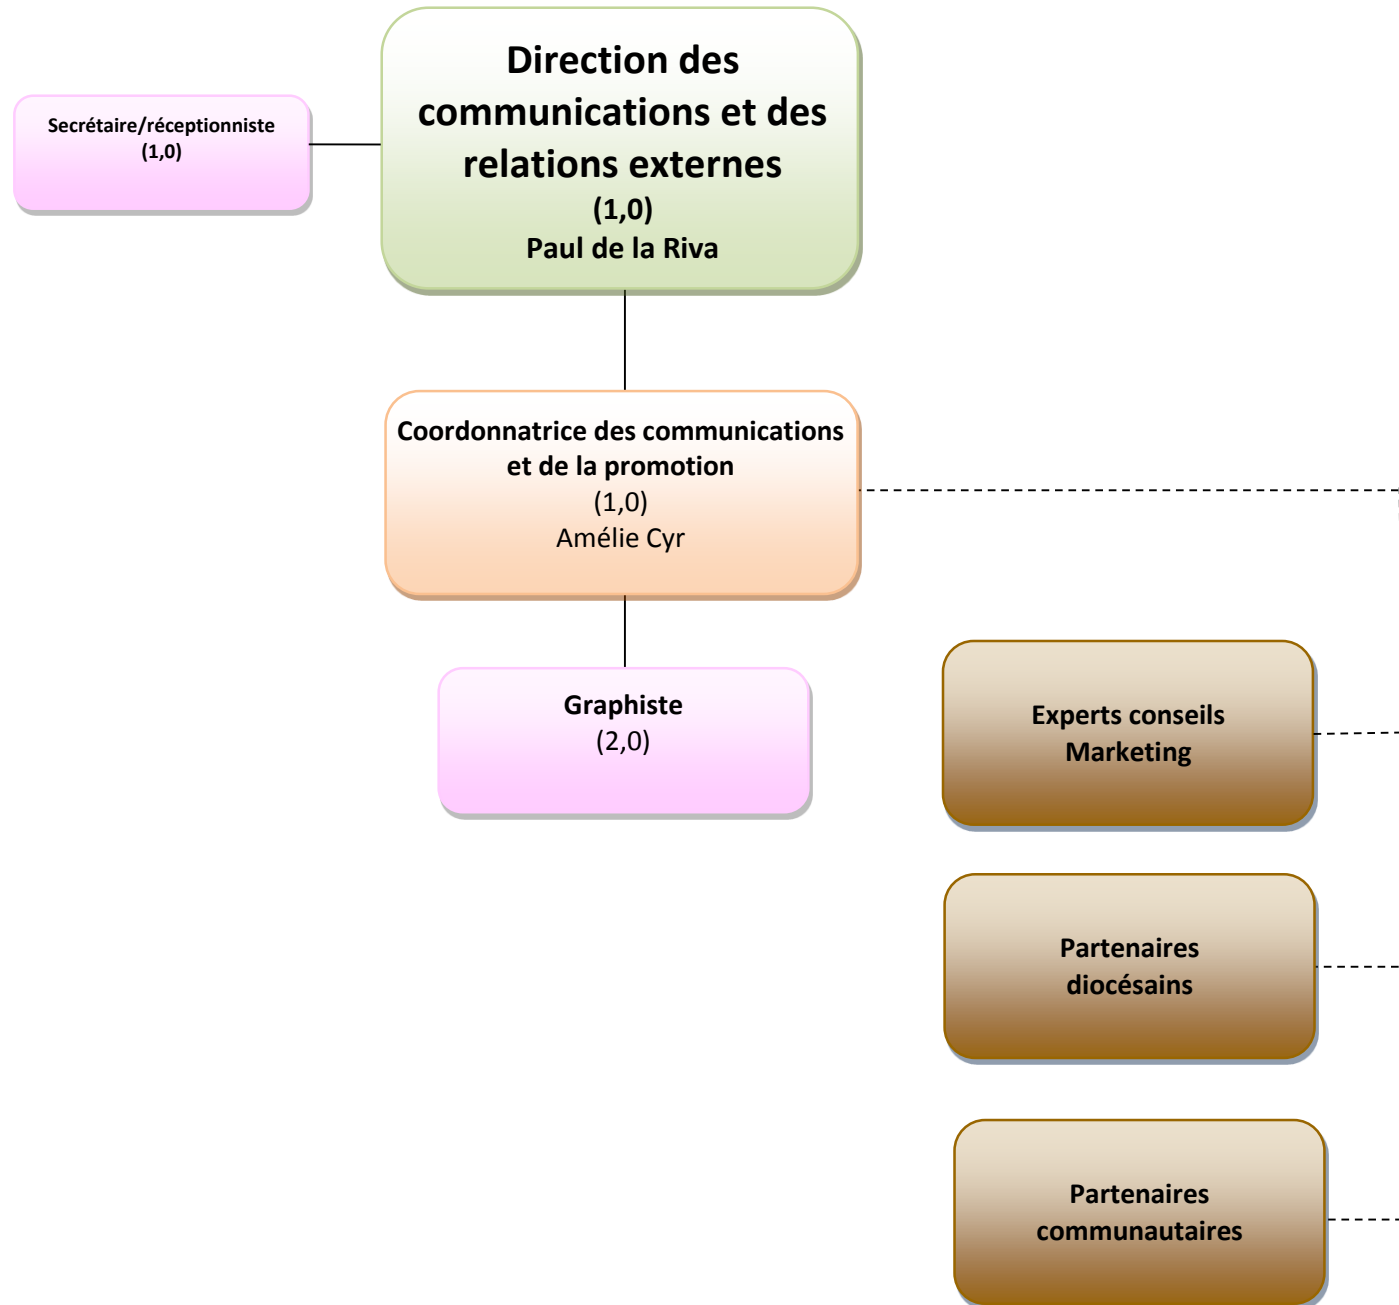 Direction des
communications et des
relations externes
(1,0)
Paul de la Riva
Secrétaire/réceptionniste
(1,0)
Coordonnatrice des communications
et de la promotion
(1,0)
Amélie Cyr
Graphiste
(2,0)
Experts conseils
Marketing
Partenaires
diocésains
Partenaires
communautaires